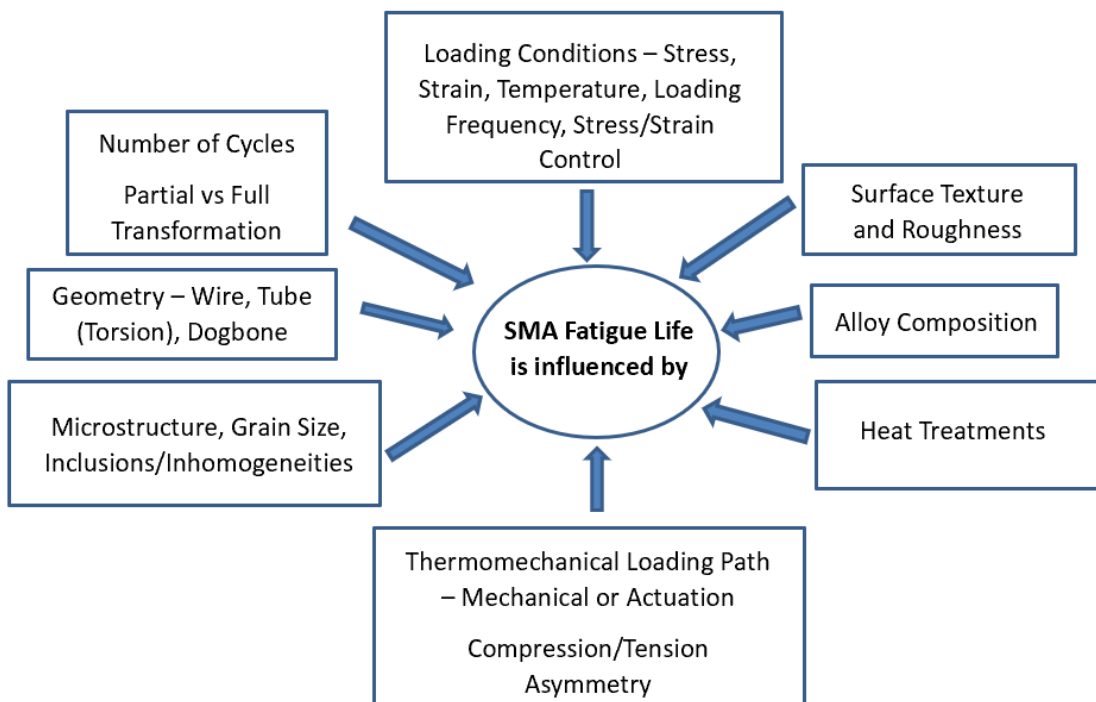 Loading Conditions – Stress,
Strain, Temperature, Loading
Frequency, Stress/Strain
Control
Number of Cycles
Partial vs Full
Transformation
Surface Texture
and Roughness
Geometry – Wire, Tube
(Torsion), Dogbone
SMA Fatigue Life
is influenced by
Alloy Composition
Microstructure, Grain Size,
Inclusions/Inhomogeneities
Heat Treatments
Thermomechanical Loading Path
– Mechanical or Actuation
Compression/Tension
Asymmetry